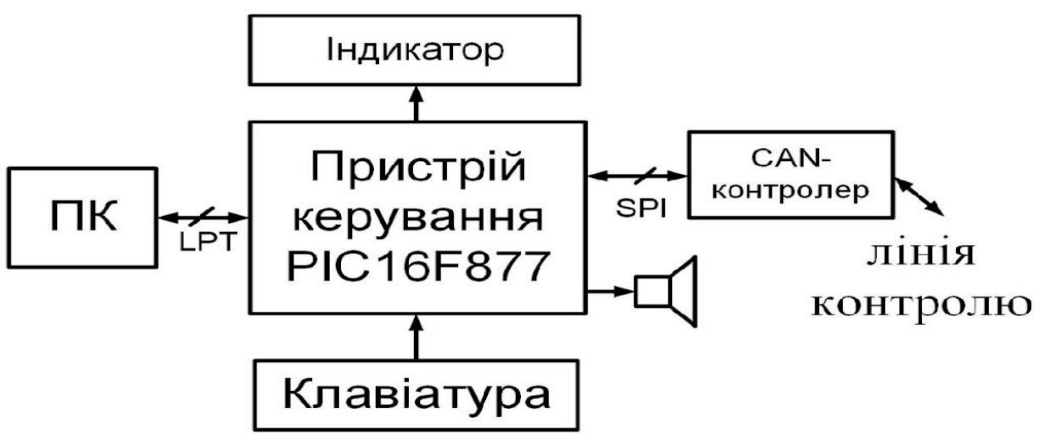 Індикатор
Пристрій
керування
PIC16F877
ПК
LPT
SPI
CAN-
контролер
лінія
контролю
Клавіатура